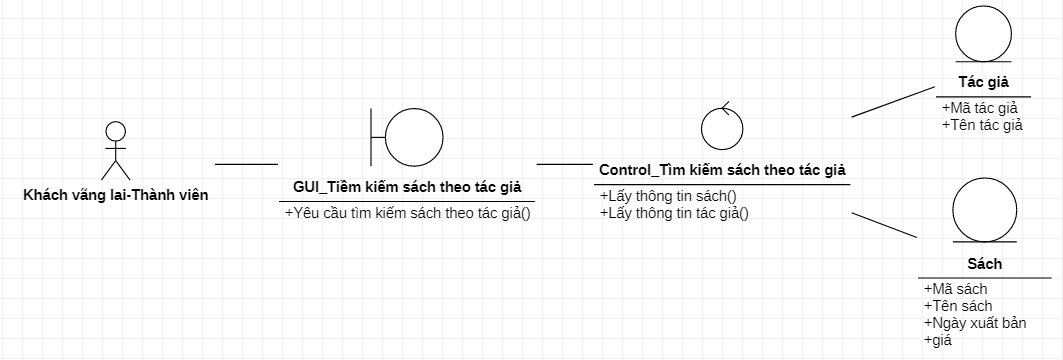 Khách vãng lai-Thành viên
GUI_Tiềm kiếm sách theo tác giả
+Yêu cầu tìm kiếm sách theo tác giả()
Control_Tìm kiếm sách theo tác giả
+Lấy thông tin sách()
+Lấy thông tin tác giả()
Tác giả
+Mã tác giả
+Tên tác giả
Sách
+Mã sách
+Tên sách
+Ngày xuất bản
+giá